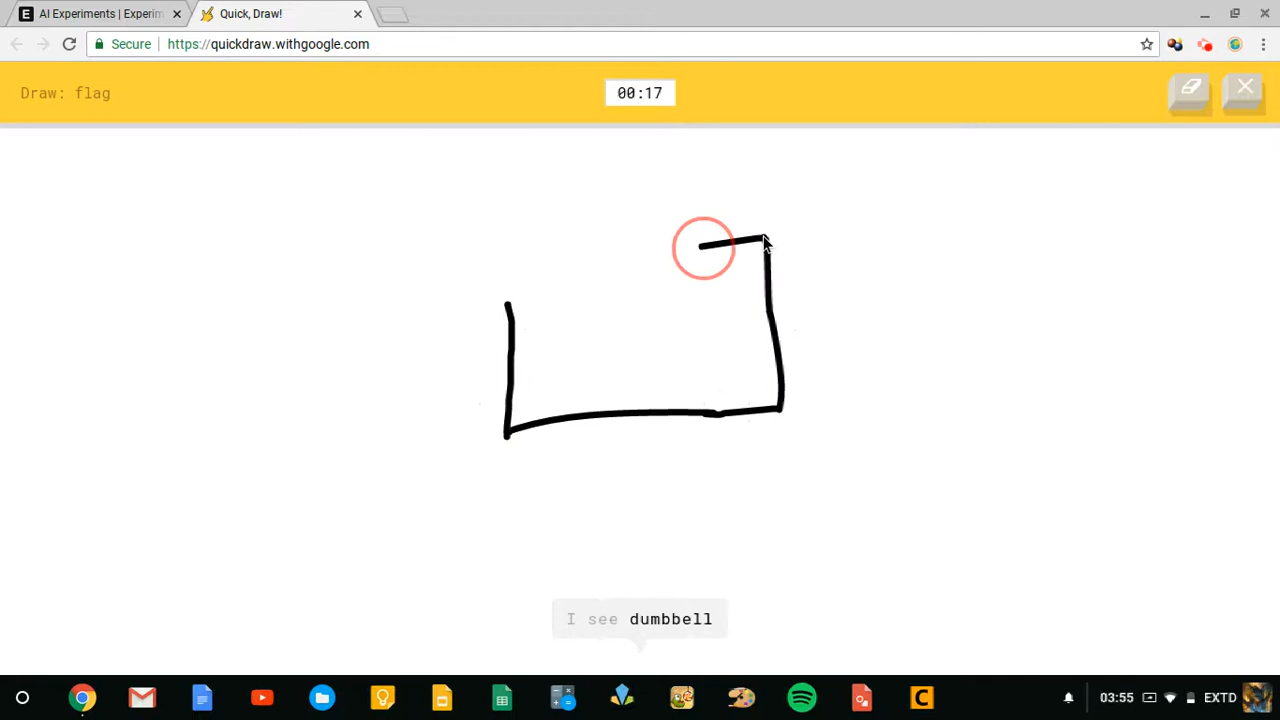 AI Experiments | Experim
Quick, Draw!
Secure
https://quickdraw.withgoogle.com
Draw: flag
00:17
I see dumbbell
03:55
EXTD